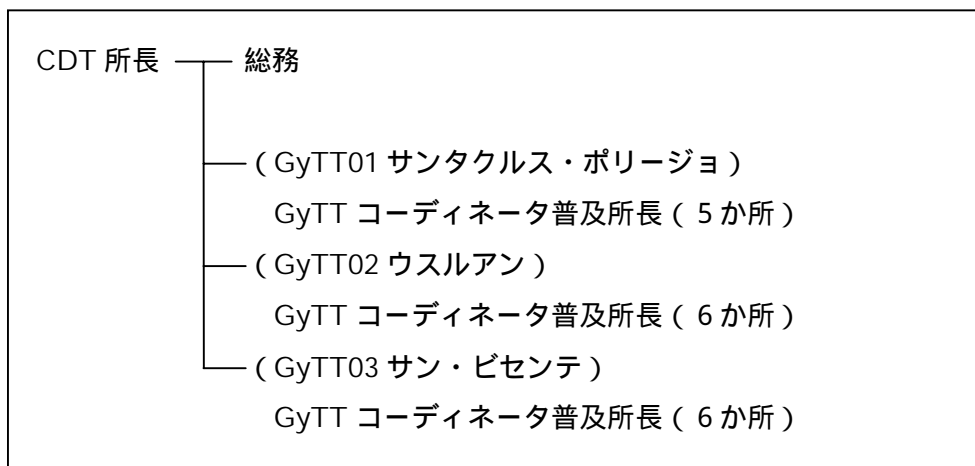 CDT 所長 総務
( GyTT01 サンタクルス・ポリージョ )
GyTT コーディネータ普及所長 ( 5 か所 )
( GyTT02 ウスルアン )
GyTT コーディネータ普及所長 ( 6 か所 )
( GyTT03 サン・ビセンテ )
GyTT コーディネータ普及所長 ( 6 か所 )